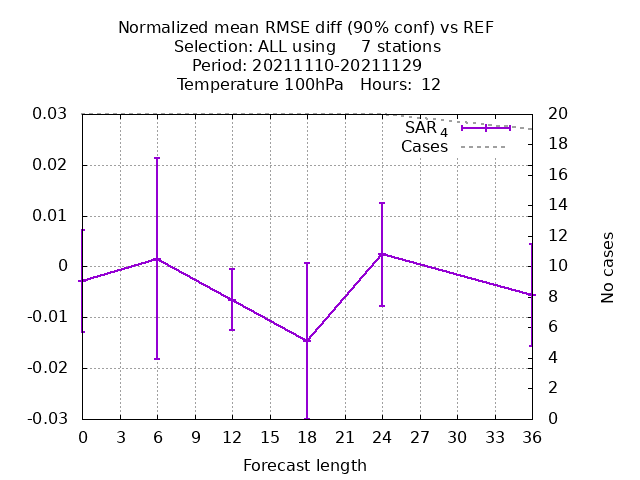 Normalized mean RMSE diff (90% conf) vs REF
Selection: ALL using     7 stations
Period: 20211110-20211129
Temperature 100hPa   Hours:  12
0.03
0.02
0.01
0
-0.01
-0.02
-0.03
20
18
16
14
12
10
8
6
4
2
0
SAR 4
Cases
No cases
0 3 6 9 12 15 18 21 24 27 30 33 36
Forecast length